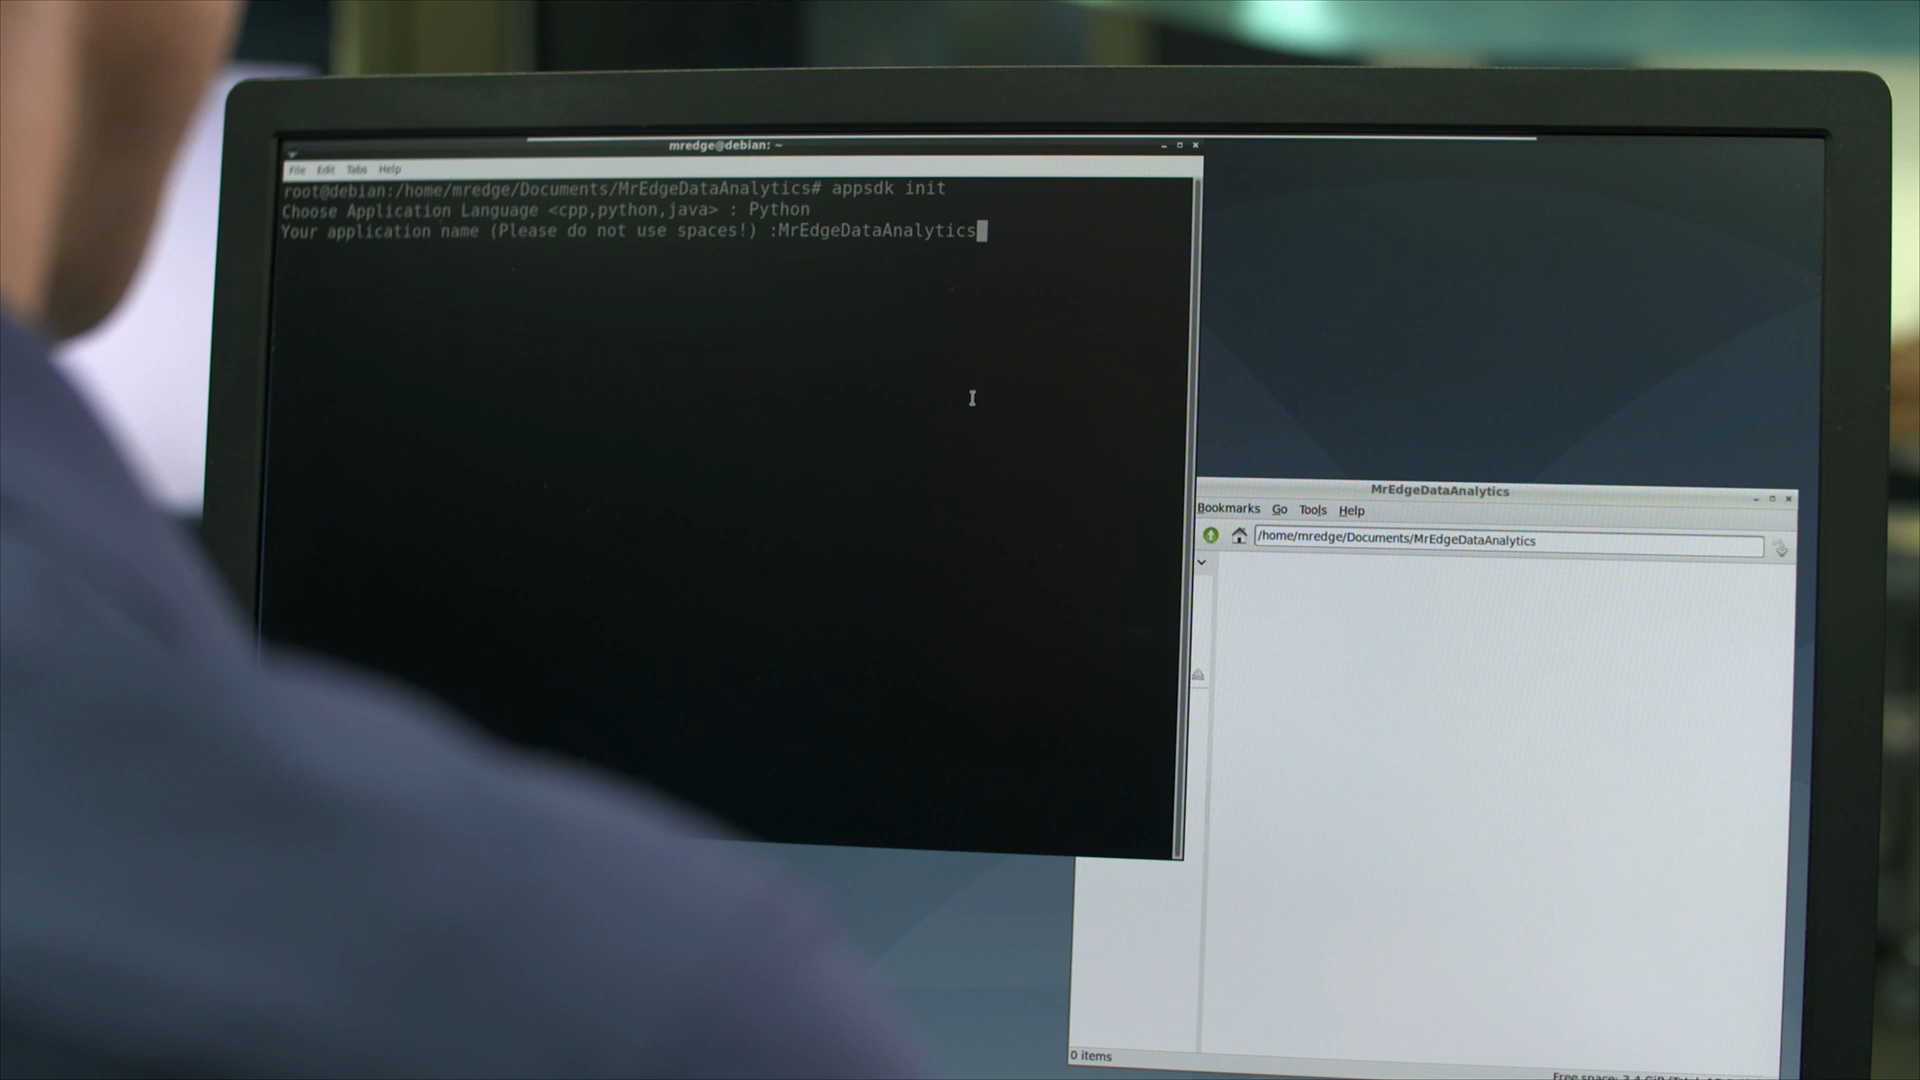 mredge@debian: ~
File Edit Tabs Help
root@debian:/home/mredge/Documents/MrEdgeDataAnalytics# appsdk init
Choose Application Language <cpp,python,java> : Python
Your application name (Please do not use spaces!) :MrEdgeDataAnalytics
MrEdgeDataAnalytics
Bookmarks Go Tools Help
/home/mredge/Documents/MrEdgeDataAnalytics
0 items
Free space: